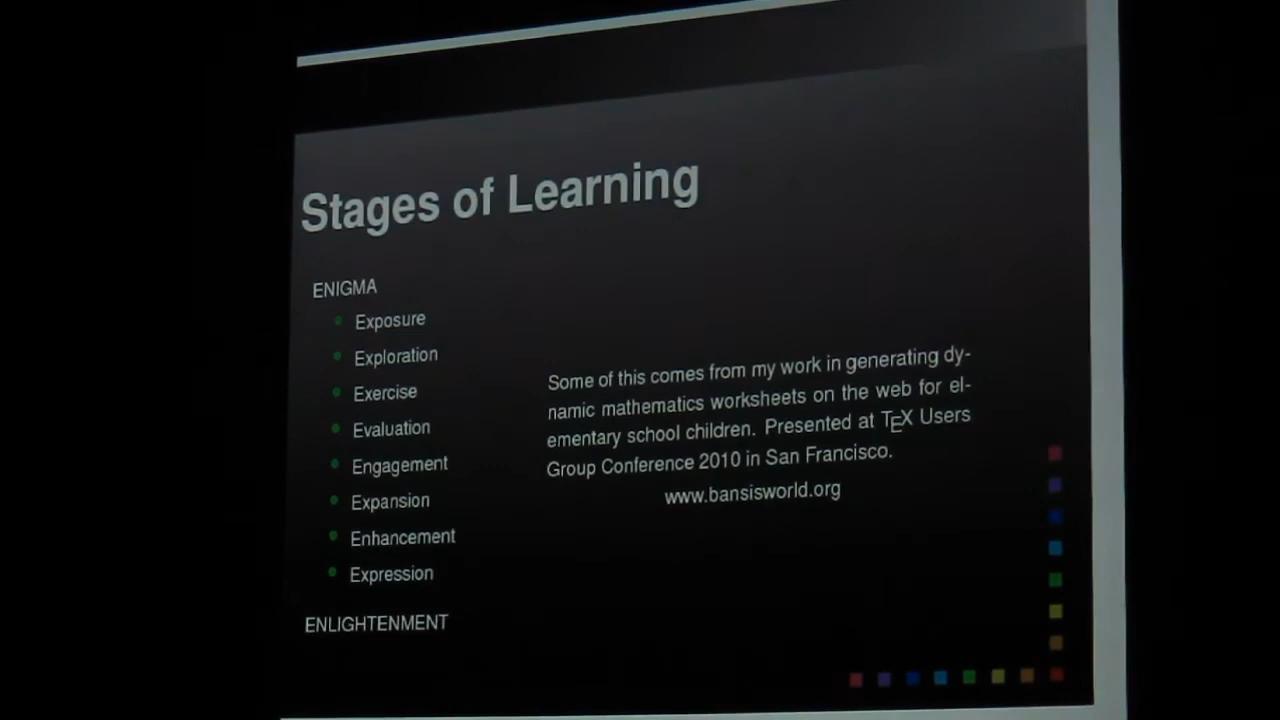 Stages of Learning
ENIGMA
Exposure
Exploration
Exercise
Evaluation
Engagement
Expansion
Enhancement
Expression
ENLIGHTENMENT
Some of this comes from my work in generating dy-
namic mathematics worksheets on the web for el-
ementary school children. Presented at TEX Users
Group Conference 2010 in San Francisco.
www.bansisworld.org